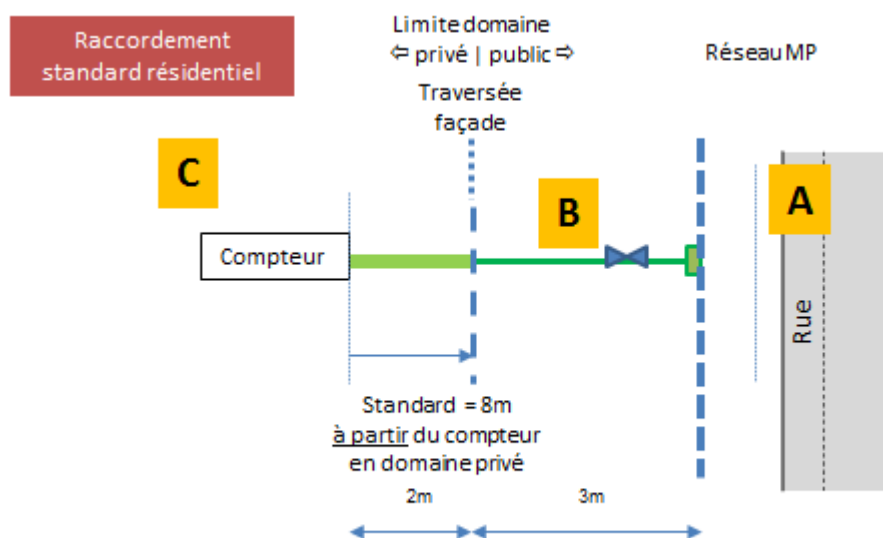 Raccordement
standard résidentiel
Limite domaine
⇦ privé | public ⇨
Réseau MP
Traversée
façade
C
B
A
Compteur
Rue
Standard = 8m
à partir du compteur
en domaine privé
2m
3m